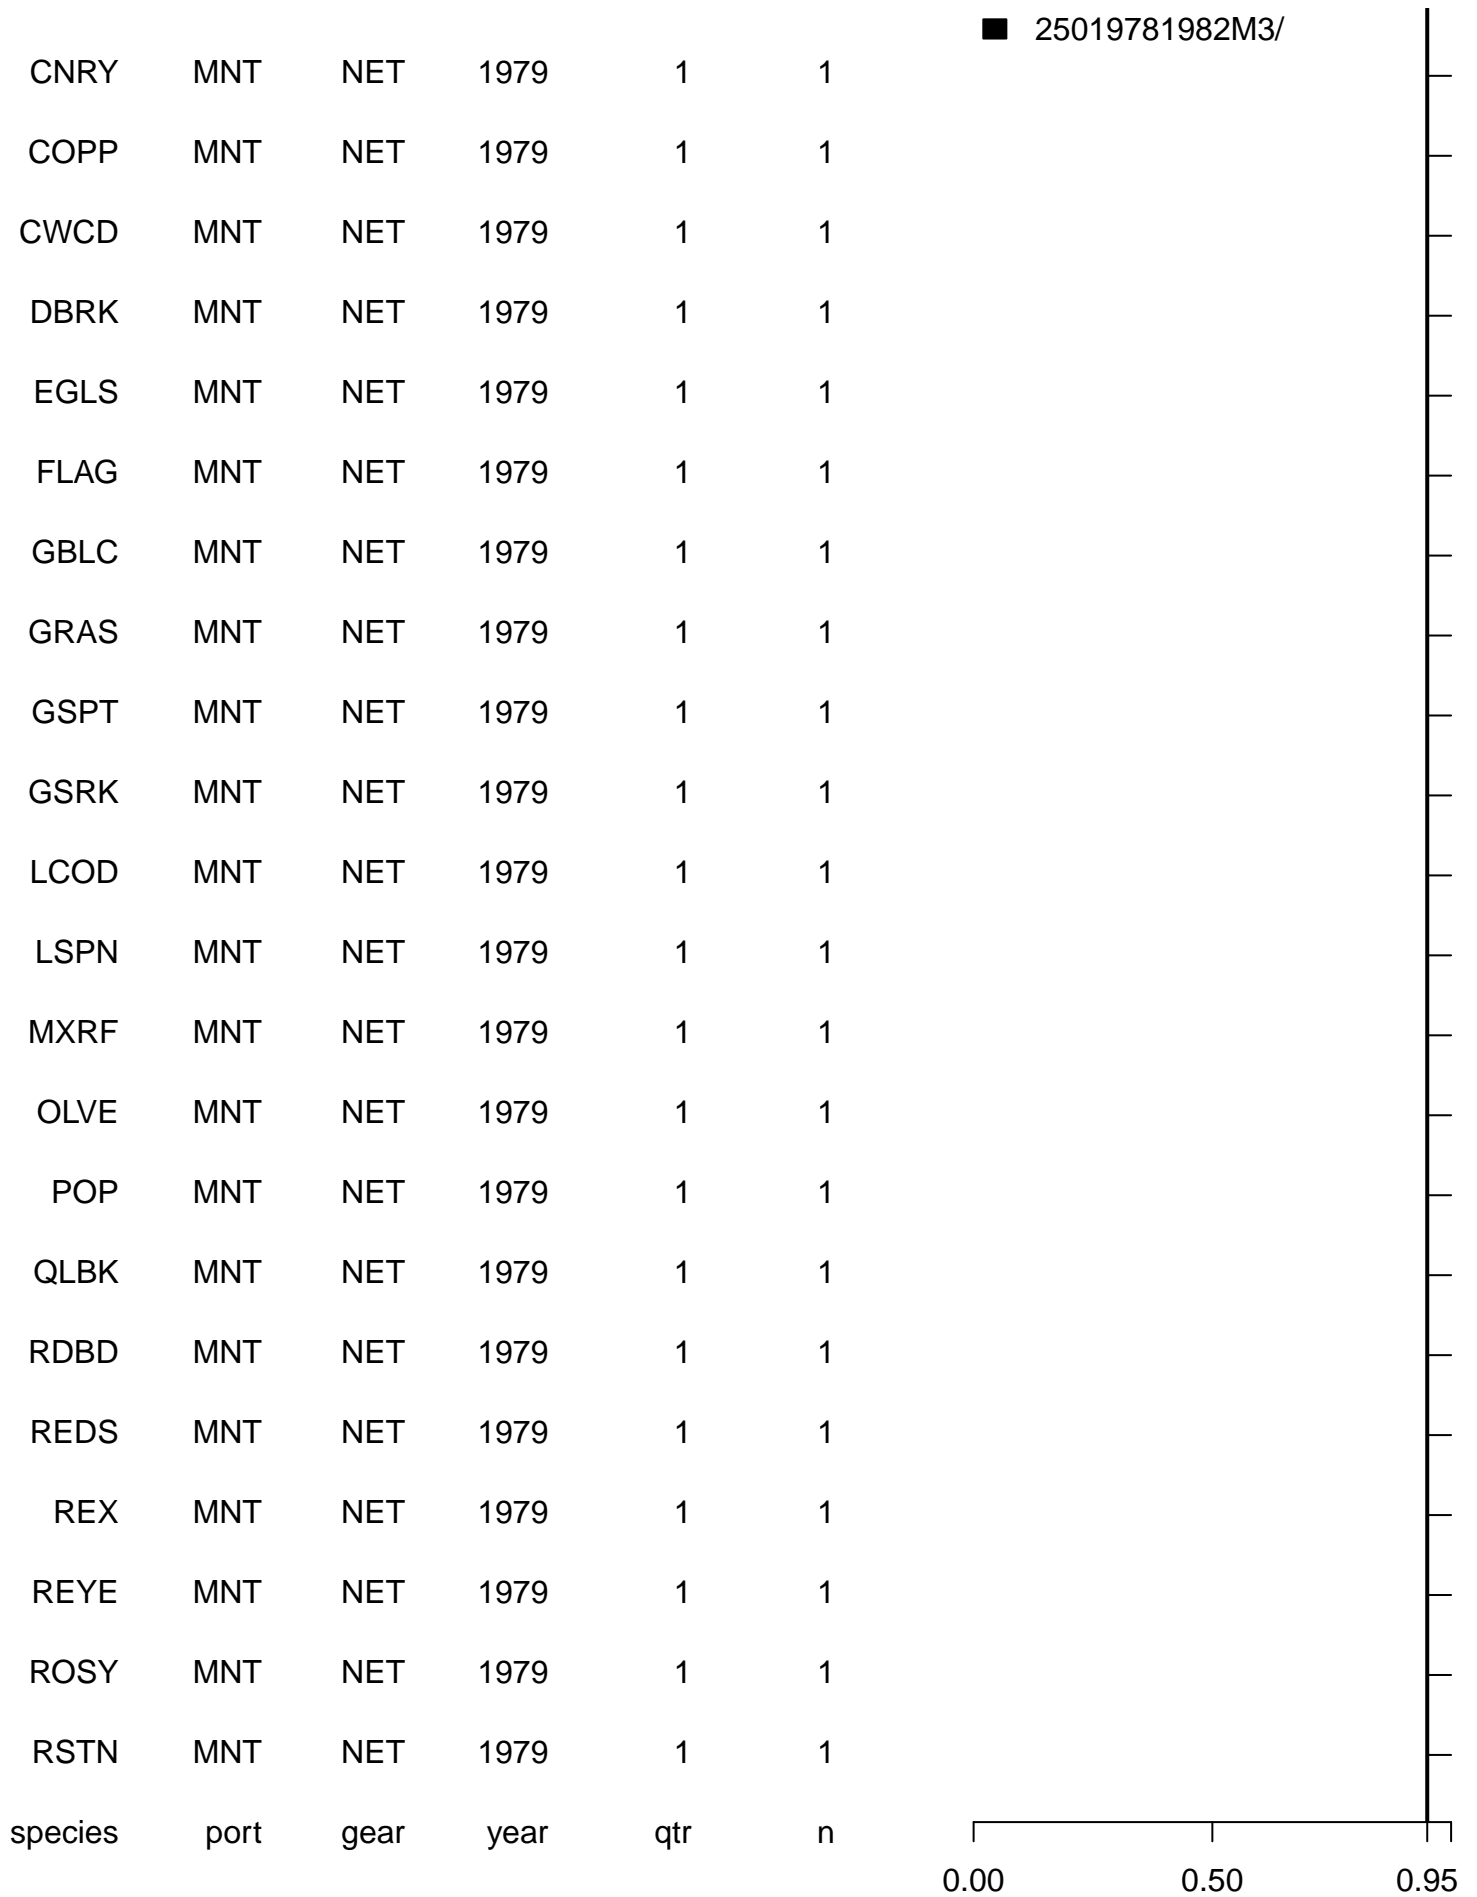 25019781982M3/
CNRY MNT NET 1979 1 1
COPP MNT NET 1979 1 1
CWCD MNT NET 1979 1 1
DBRK MNT NET 1979 1 1
EGLS MNT NET 1979 1 1
FLAG MNT NET 1979 1 1
GBLC MNT NET 1979 1 1
GRAS MNT NET 1979 1 1
GSPT MNT NET 1979 1 1
GSRK MNT NET 1979 1 1
LCOD MNT NET 1979 1 1
LSPN MNT NET 1979 1 1
MXRF MNT NET 1979 1 1
OLVE MNT NET 1979 1 1
POP MNT NET 1979 1 1
QLBK MNT NET 1979 1 1
RDBD MNT NET 1979 1 1
REDS MNT NET 1979 1 1
REX MNT NET 1979 1 1
REYE MNT NET 1979 1 1
ROSY MNT NET 1979 1 1
RSTN MNT NET 1979 1 1
species port gear year qtr n
0.00 0.50 0.95